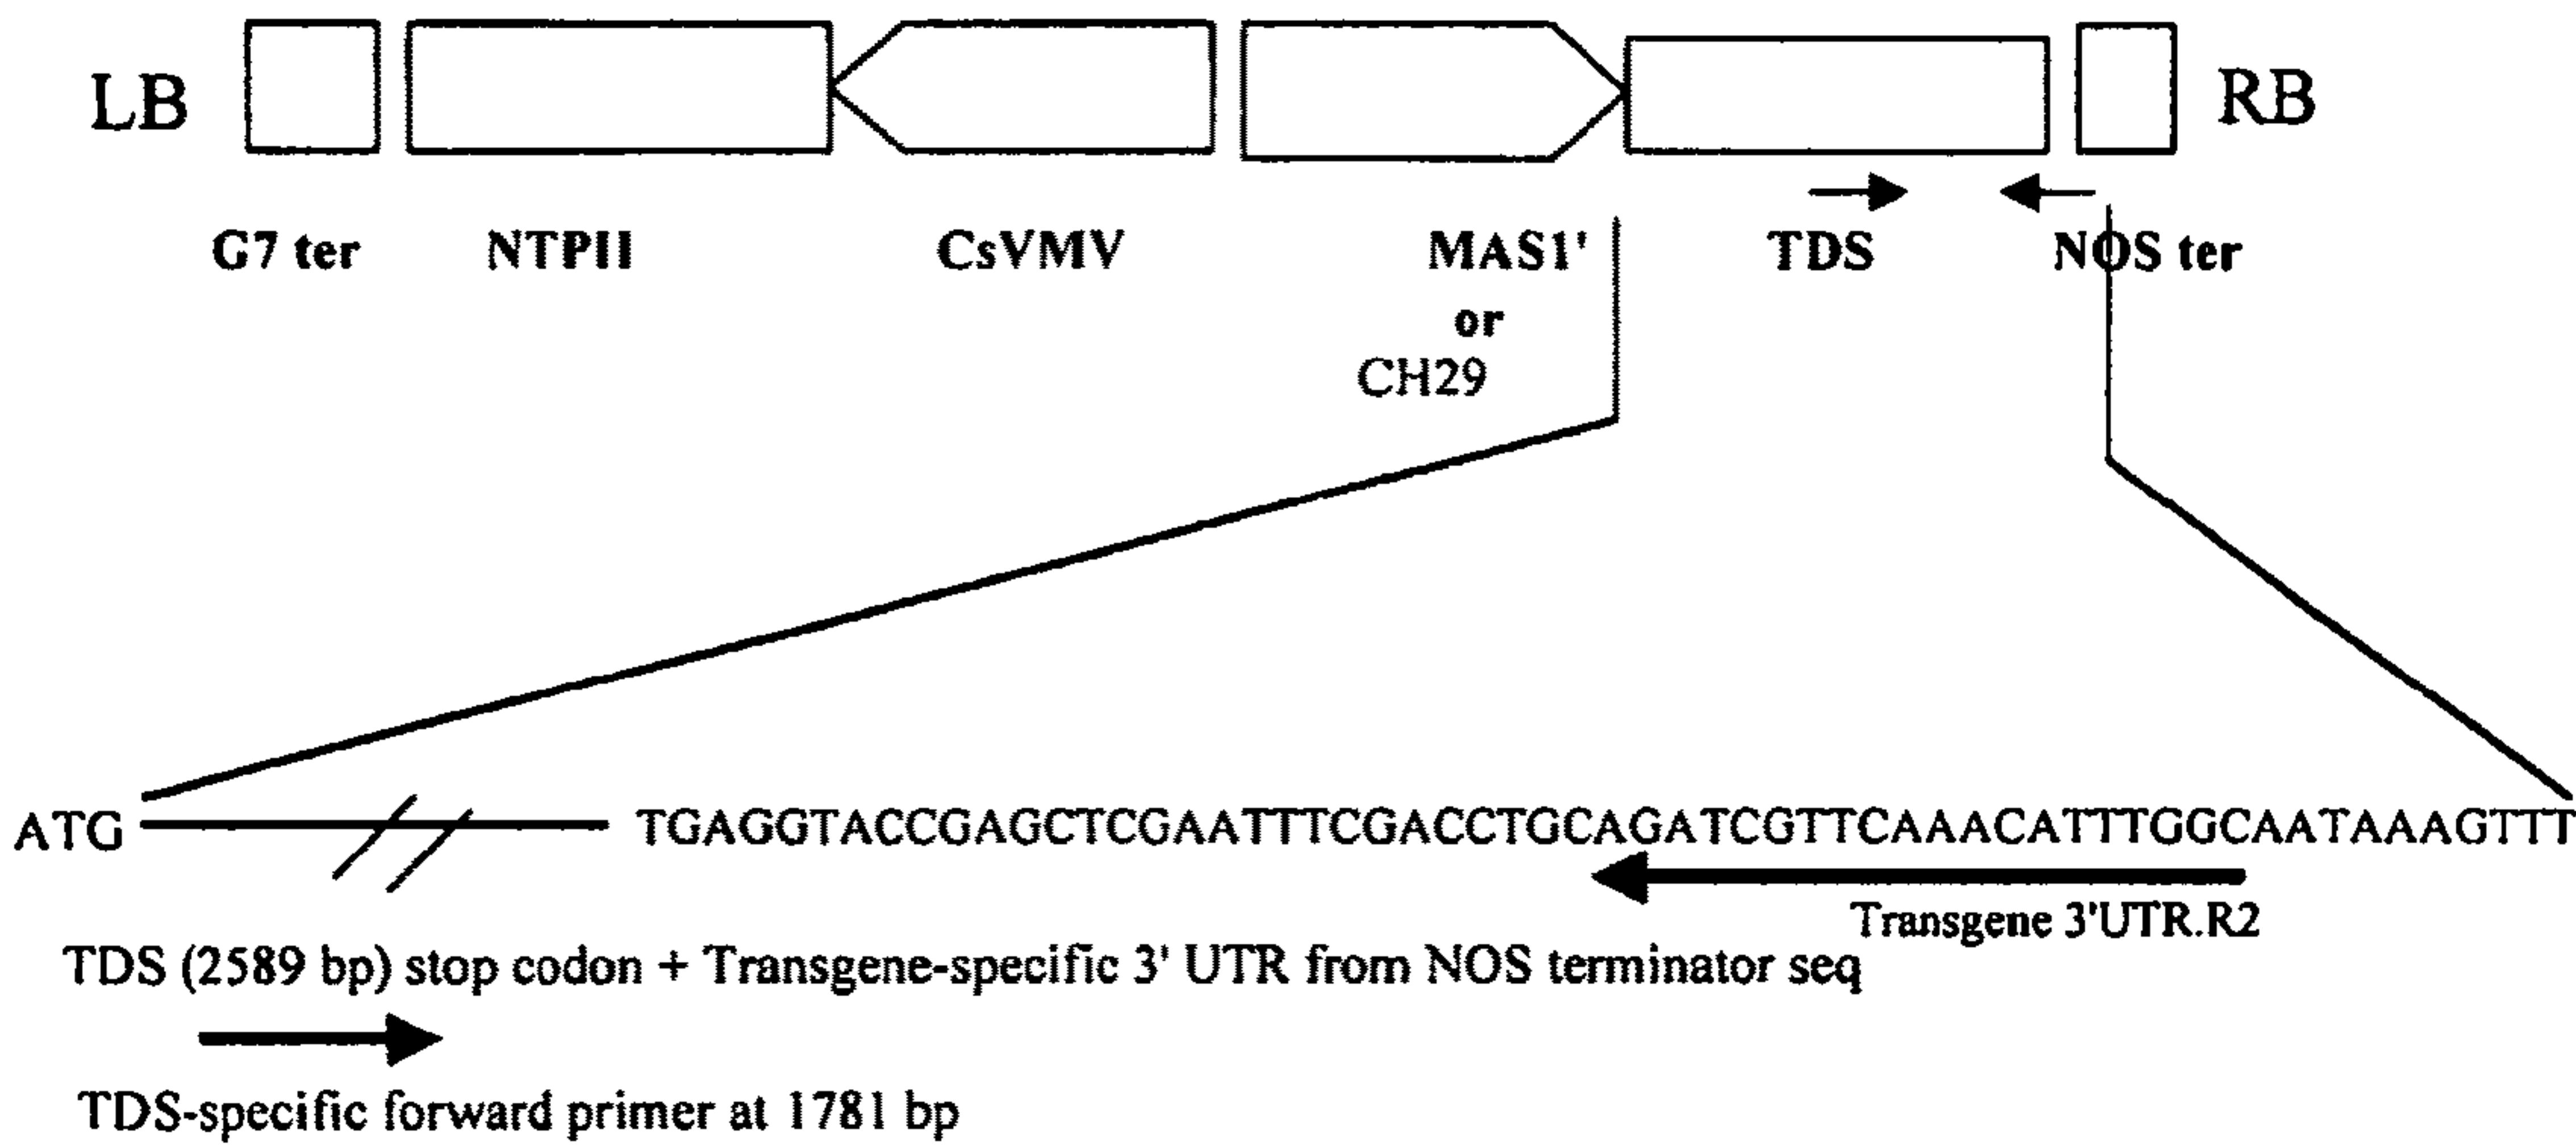 LB RB
G7 ter NTPII CsVMV MAS1' TDS NOS ter
or
CH29
ATG TGAGGTACCGAGCTCGAATTTCGACCTGCAGATCGTTCAAACATTTGGCAATAAAGTTT
Transgene 3'UTR.R2
TDS (2589 bp) stop codon + Transgene-specific 3' UTR from NOS terminator seq
TDS-specific forward primer at 1781 bp